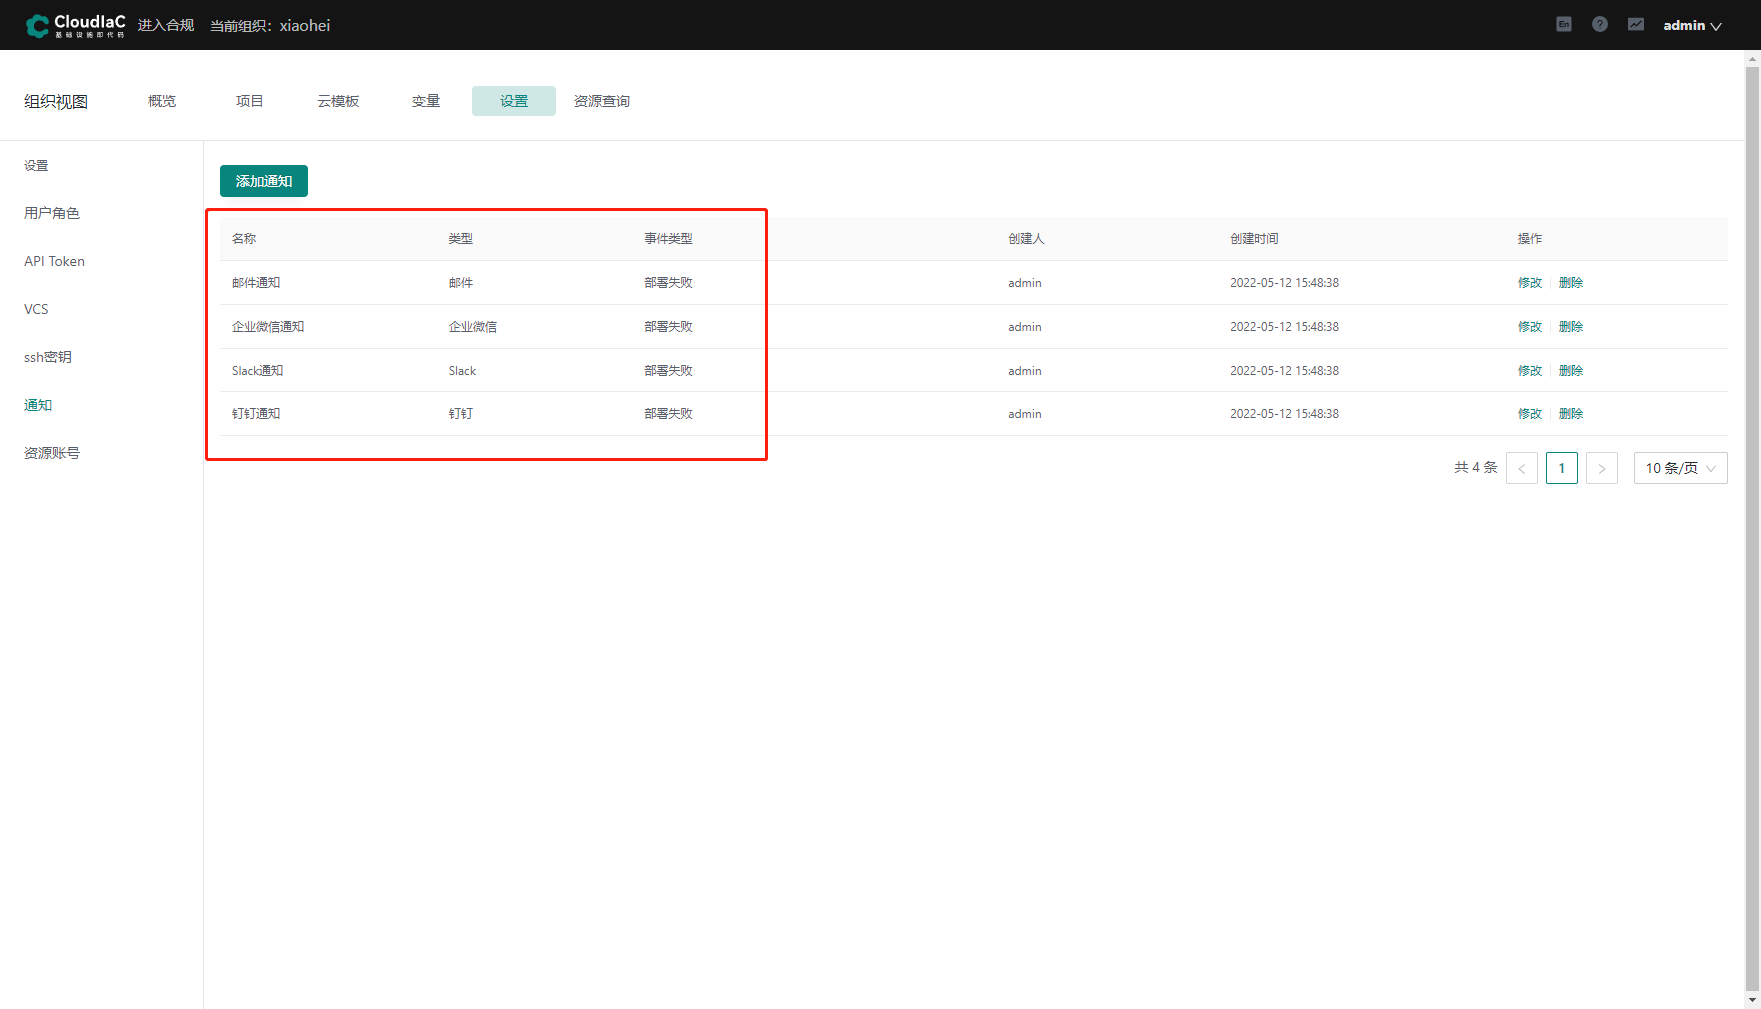 CloudIaC 进入合规 当前组织：xiaohei En ? admin
基础设施即代码
组织视图 概览 项目 云模板 变量 设置 资源查询
设置
用户角色
API Token
VCS
ssh密钥
通知
资源账号
添加通知
名称 类型 事件类型 创建人 创建时间 操作
邮件通知 邮件 部署失败 admin 2022-05-12 15:48:38 修改 删除
企业微信通知 企业微信 部署失败 admin 2022-05-12 15:48:38 修改 删除
Slack通知 Slack 部署失败 admin 2022-05-12 15:48:38 修改 删除
钉钉通知 钉钉 部署失败 admin 2022-05-12 15:48:38 修改 删除
共 4 条 < 1 > 10 条/页